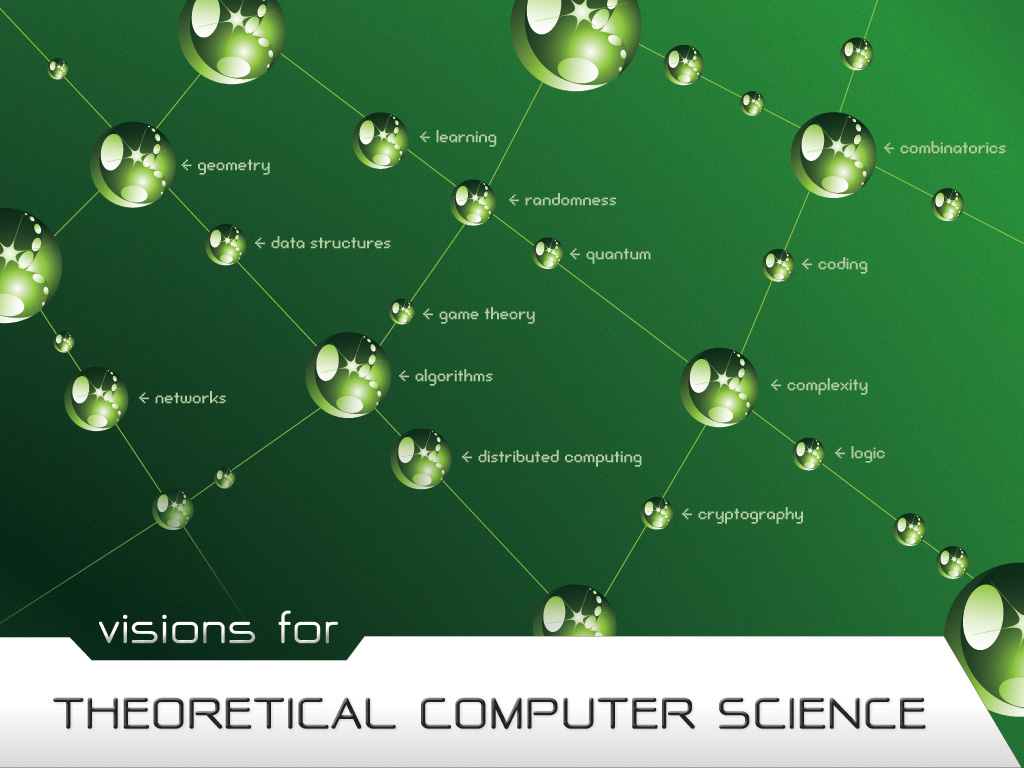 ← learning
← combinatorics
← geometry
← randomness
← data structures
← quantum
← coding
← game theory
← algorithms
← complexity
← networks
← logic
← distributed computing
← cryptography
visions for
THEORETICAL COMPUTER SCIENCE